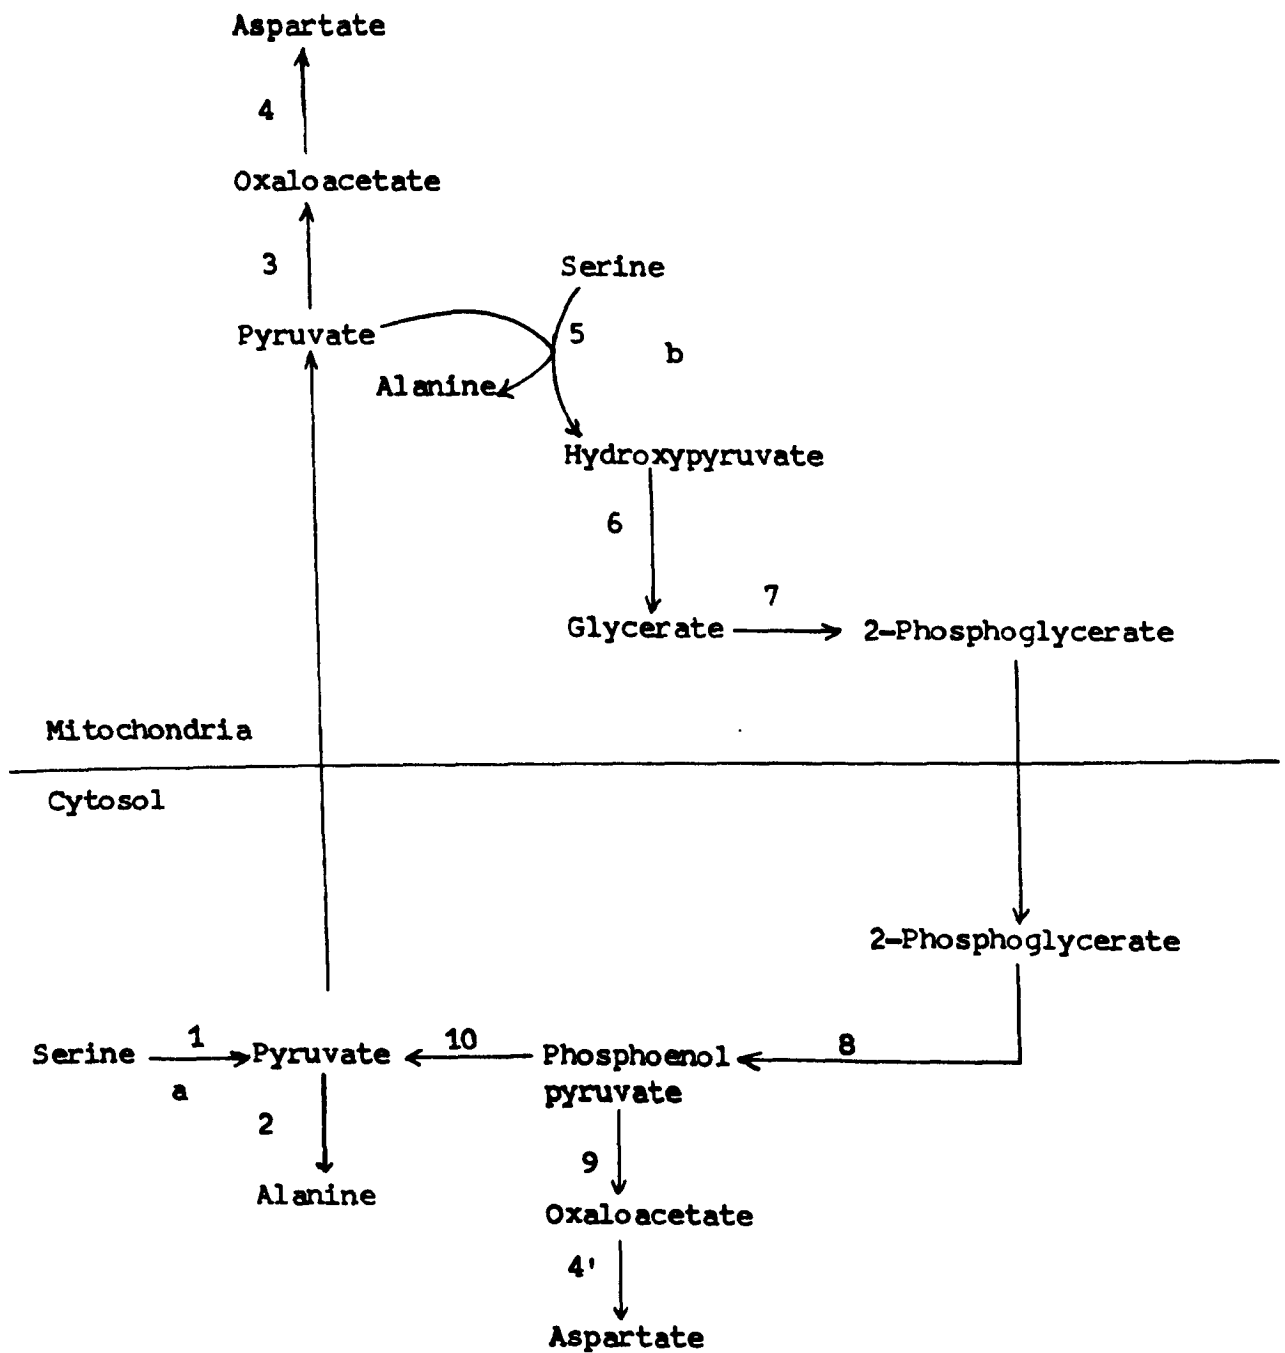 Aspartate
4
Oxaloacetate
3
Serine
Pyruvate
5
b
Alanine
Hydroxypyruvate
6
7
Glycerate
2-Phosphoglycerate
Mitochondria
Cytosol
2-Phosphoglycerate
Serine
1
a
Pyruvate
10
Phosphoenol
pyruvate
8
2
9
Alanine
Oxaloacetate
4'
Aspartate